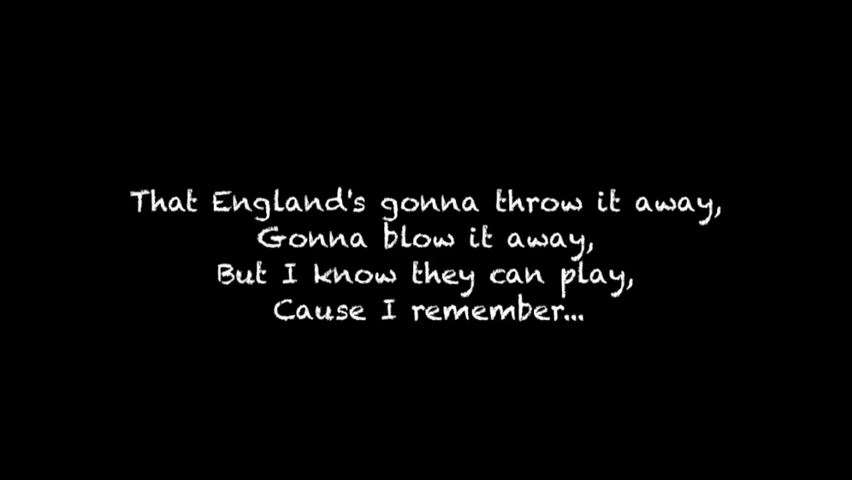 That England's gonna throw it away,
Gonna blow it away,
But I know they can play,
Cause I remember...